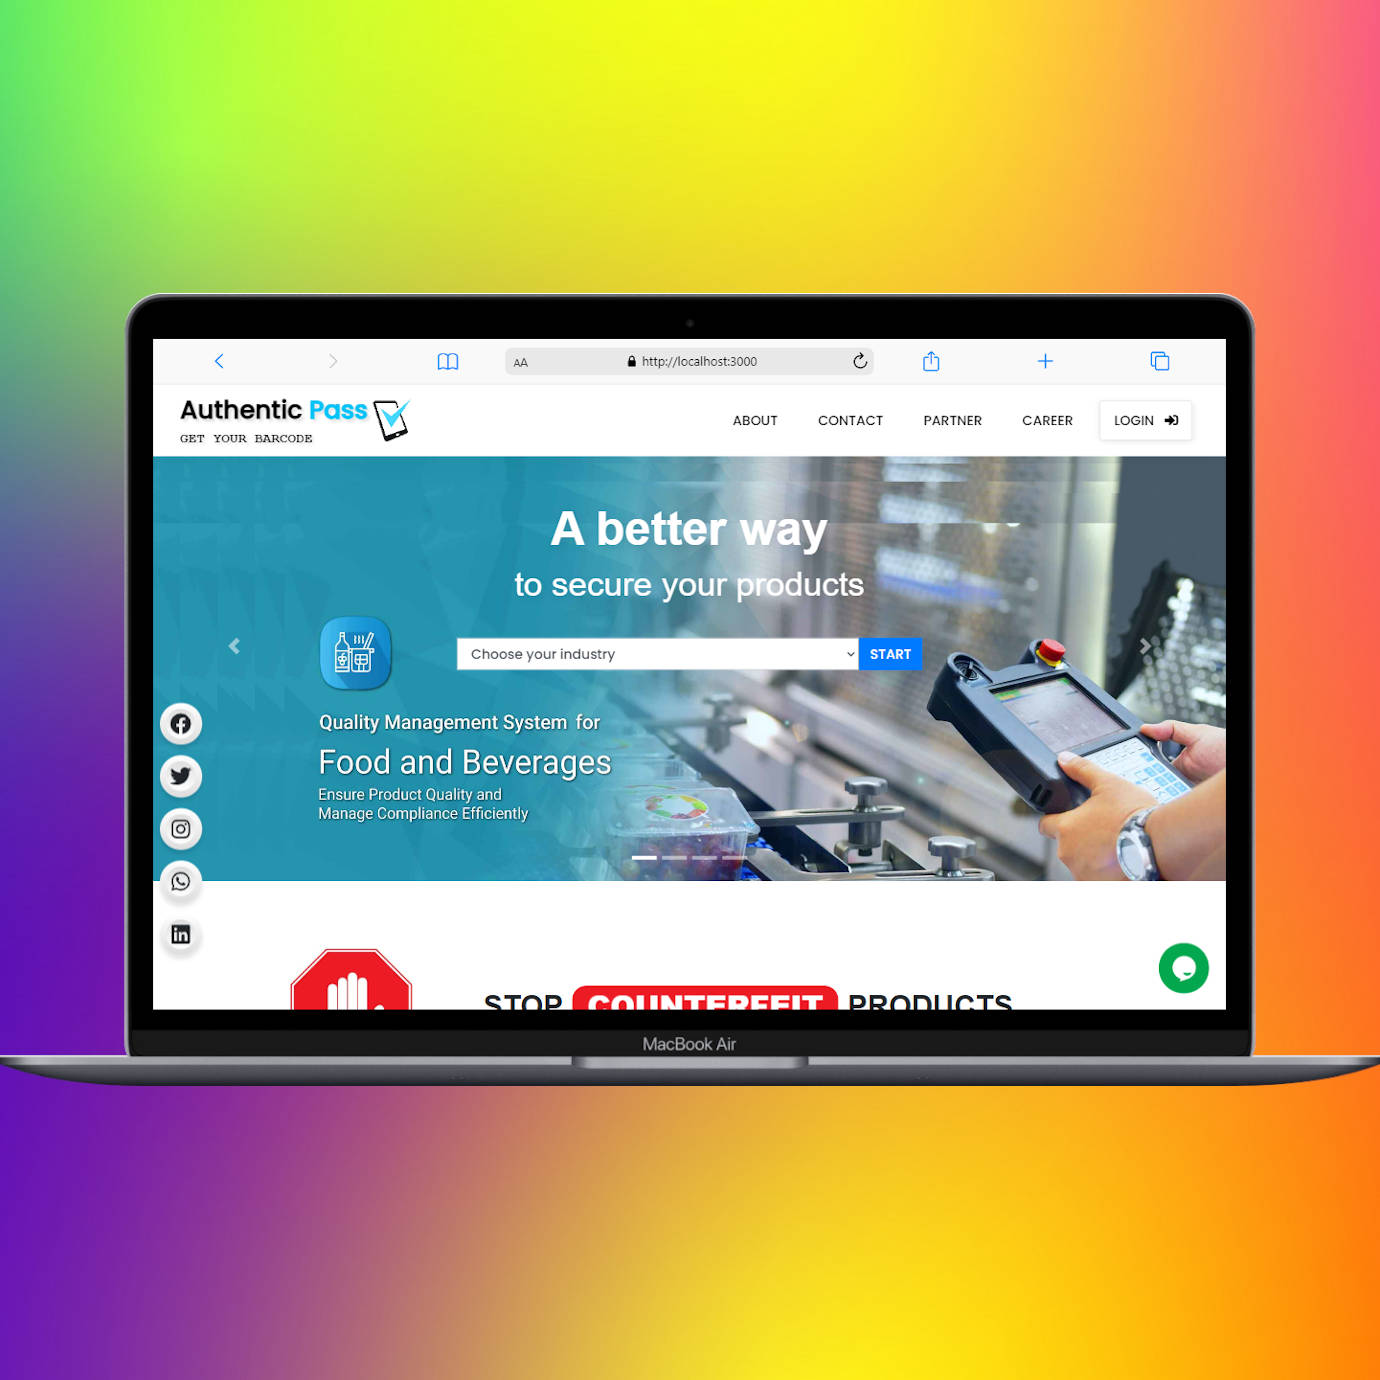 AA http://localhost:3000
Authentic Pass
GET YOUR BARCODE
ABOUT CONTACT PARTNER CAREER LOGIN
A better way
to secure your products
Choose your industry START
Quality Management System for
Food and Beverages
Ensure Product Quality and
Manage Compliance Efficiently
STOP COUNTERFEIT PRODUCTS
MacBook Air